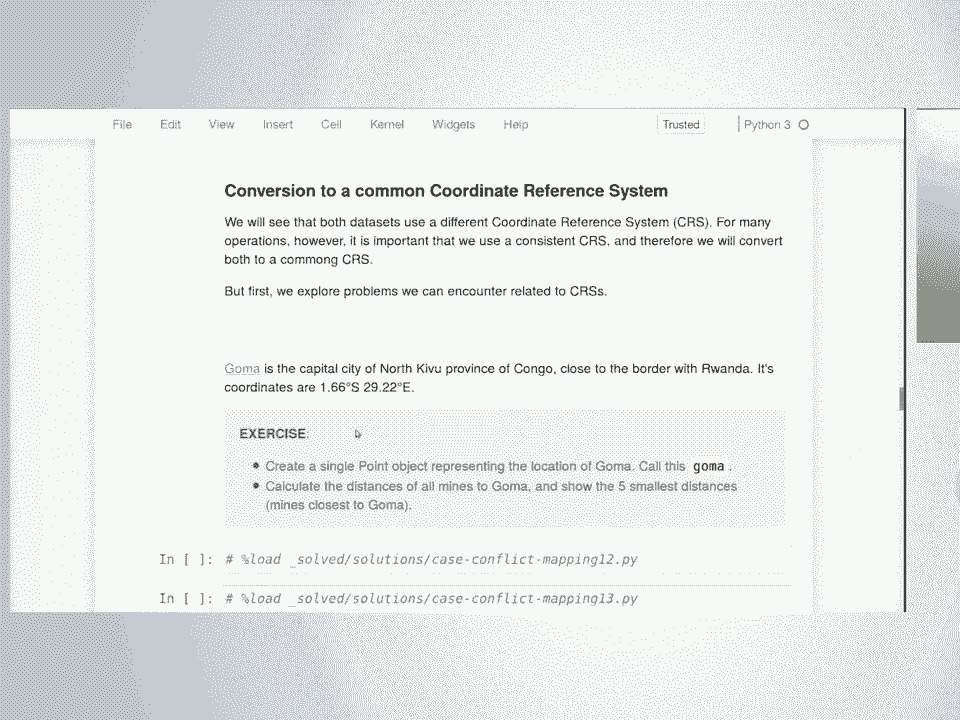 File Edit View Insert Cell Kernel Widgets Help Trusted Python 3
Conversion to a common Coordinate Reference System
We will see that both datasets use a different Coordinate Reference System (CRS). For many
operations, however, it is important that we use a consistent CRS, and therefore we will convert
both to a commong CRS.
But first, we explore problems we can encounter related to CRSs.
Goma is the capital city of North Kivu province of Congo, close to the border with Rwanda. It's
coordinates are 1.66°S 29.22°E.
EXERCISE:
• Create a single Point object representing the location of Goma. Call this goma .
• Calculate the distances of all mines to Goma, and show the 5 smallest distances
(mines closest to Goma).
In [ ]: # %load _solved/solutions/case-conflict-mapping12.py
In [ ]: # %load _solved/solutions/case-conflict-mapping13.py